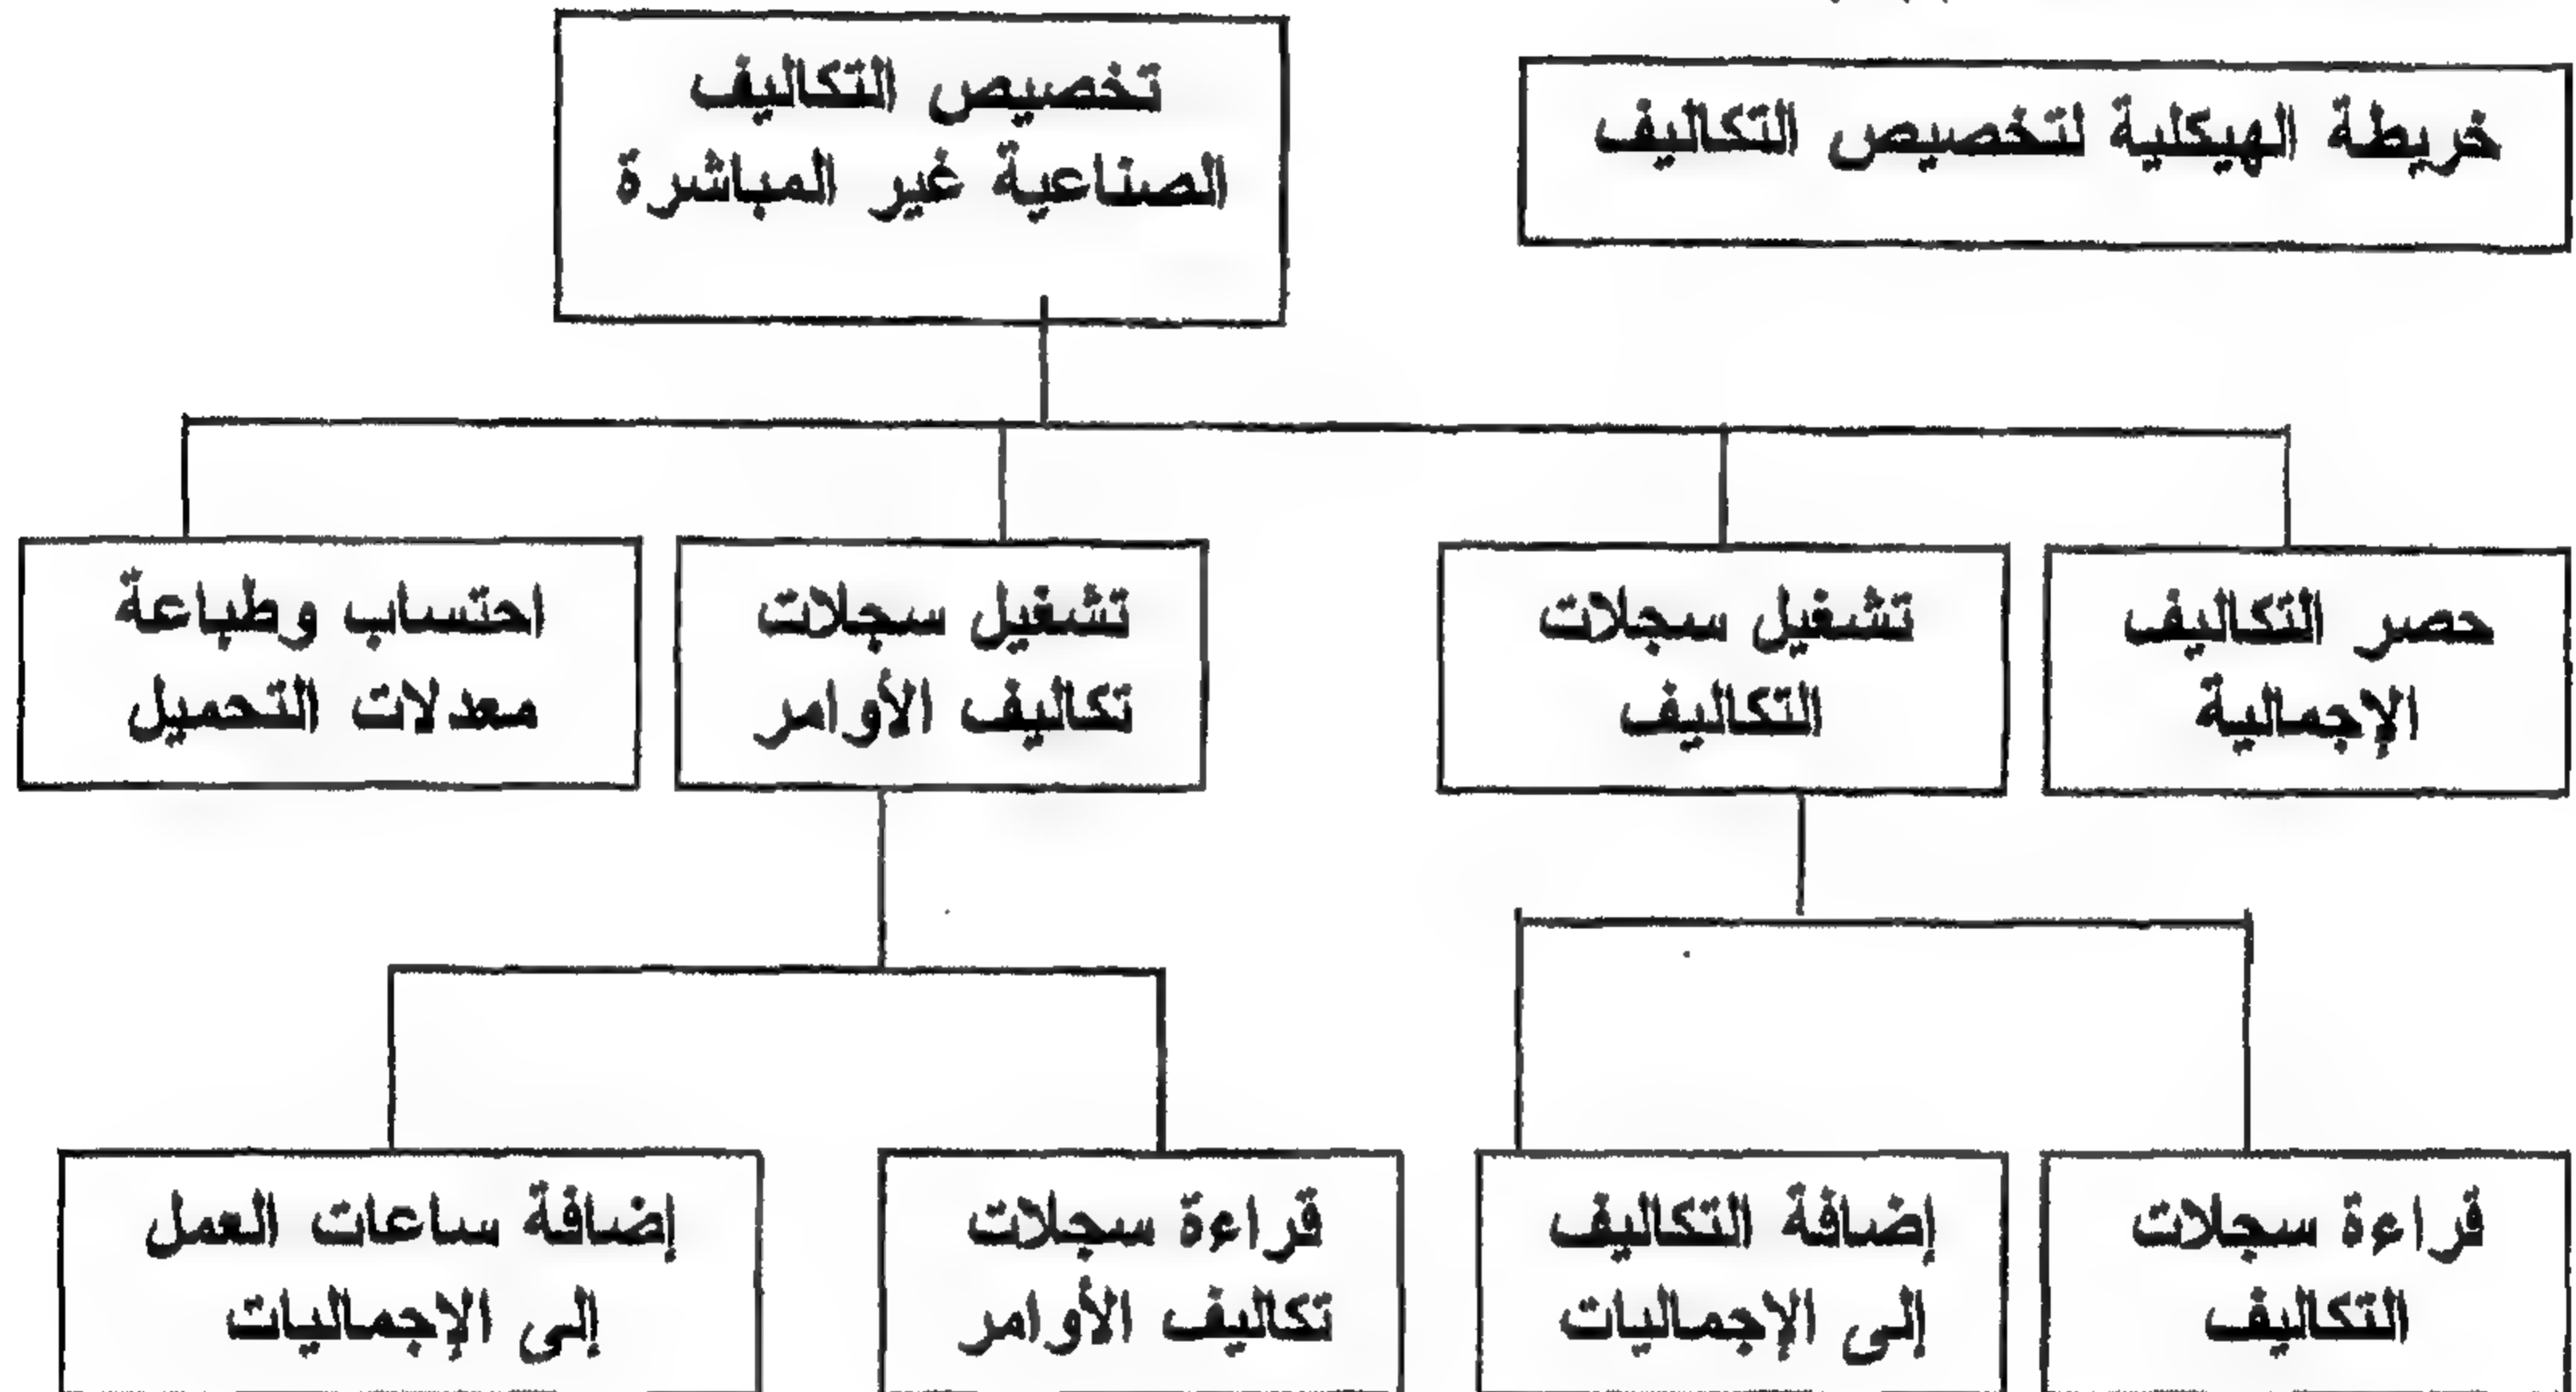 خريطة الهيكلية لتخصيص التكاليف
تخصيص التكاليف
الصناعية غير المباشرة
حصر التكاليف
الإجمالية
تشغيل سجلات
التكاليف
تشغيل سجلات
تكاليف الأوامر
احتساب وطباعة
معدلات التحميل
قراءة سجلات
التكاليف
إضافة التكاليف
إلى الإجماليات
قراءة سجلات
تكاليف الأوامر
إضافة ساعات العمل
إلى الإجماليات